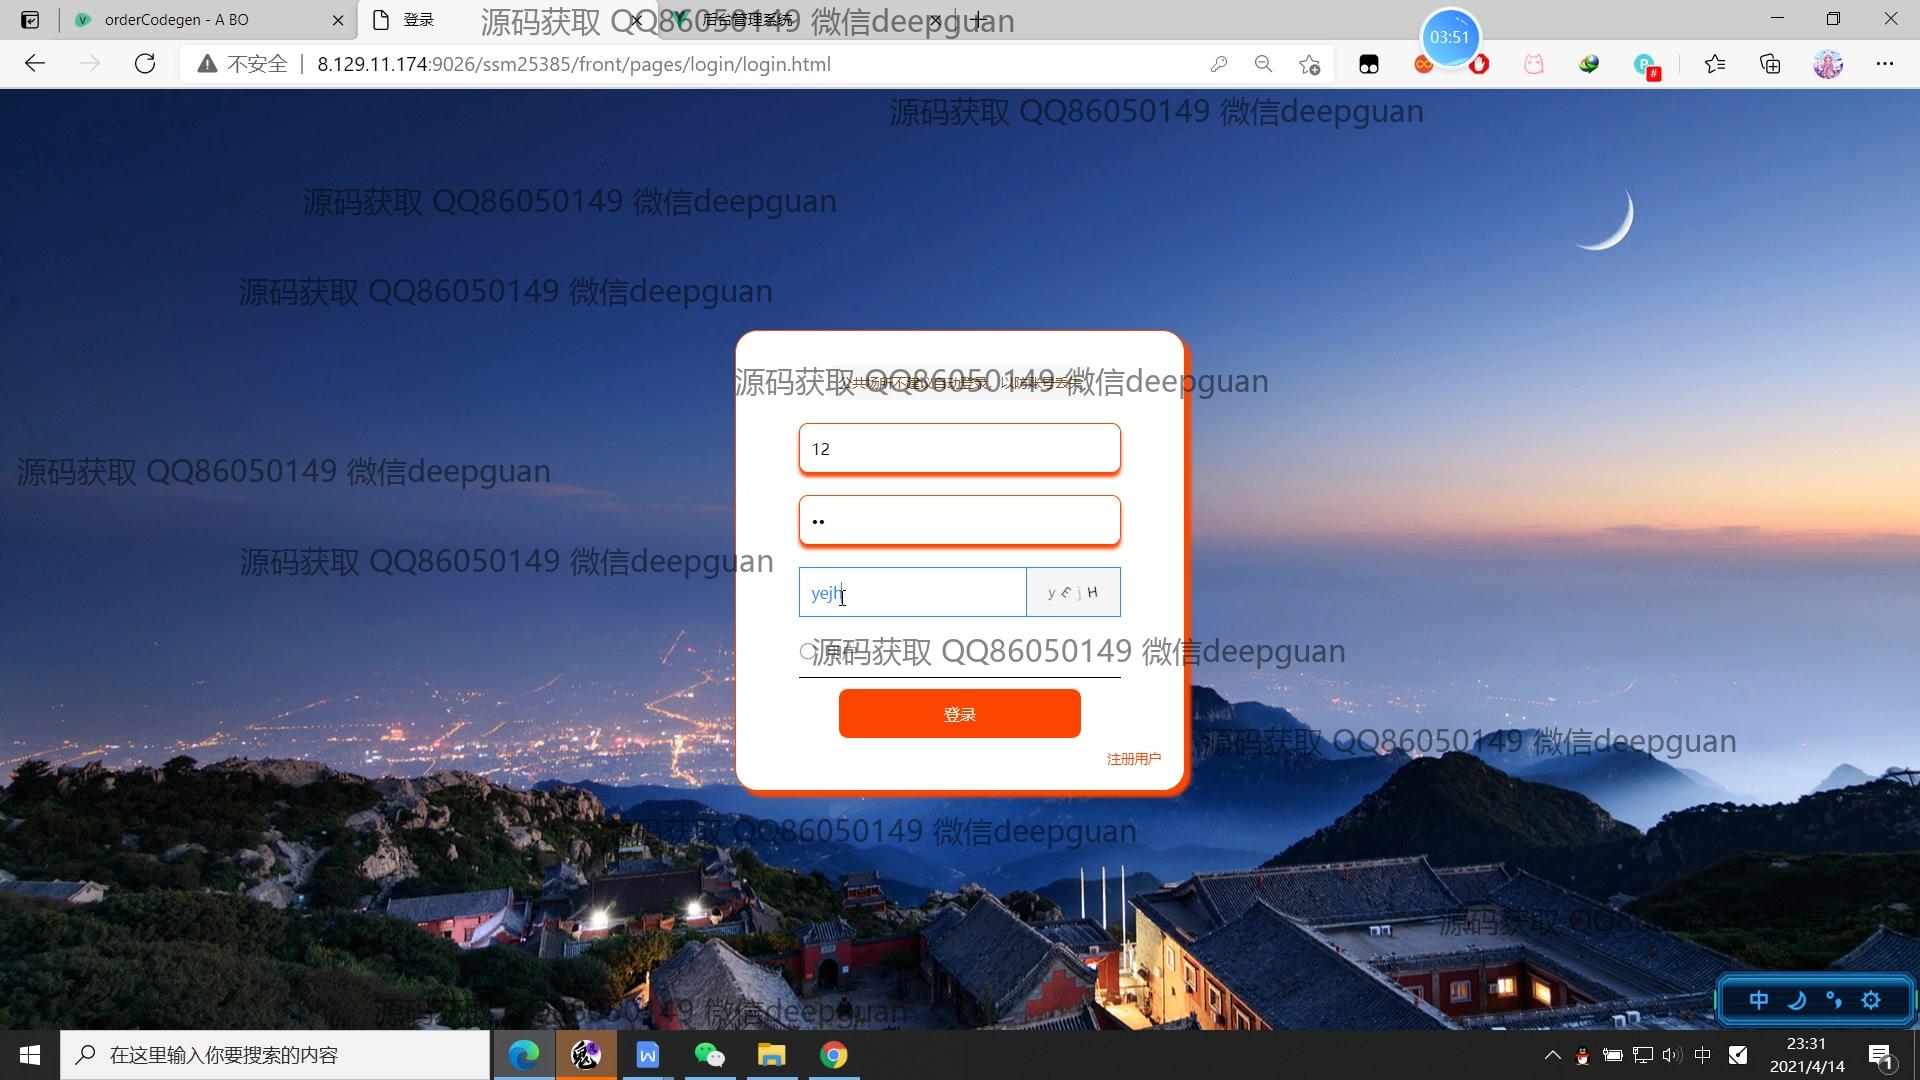 orderCodegen - A BO
登录
后台管理系统
源码获取 QQ86050149 微信deepguan
03:51
不安全
8.129.11.174:9026/ssm25385/front/pages/login/login.html
源码获取 QQ86050149 微信deepguan
源码获取 QQ86050149 微信deepguan
源码获取 QQ86050149 微信deepguan
公共场所不建议自动登录，以防账号丢失
源码获取 QQ86050149 微信deepguan
12
源码获取 QQ86050149 微信deepguan
源码获取 QQ86050149 微信deepguan
yejh
y E j H
源码获取 QQ86050149 微信deepguan
登录
源码获取 QQ86050149 微信deepguan
注册用户
源码获取 QQ86050149 微信deepguan
源码获取
源码获取 QQ86050149 微信deepguan
中
在这里输入你要搜索的内容
中
23:31
2021/4/14
1